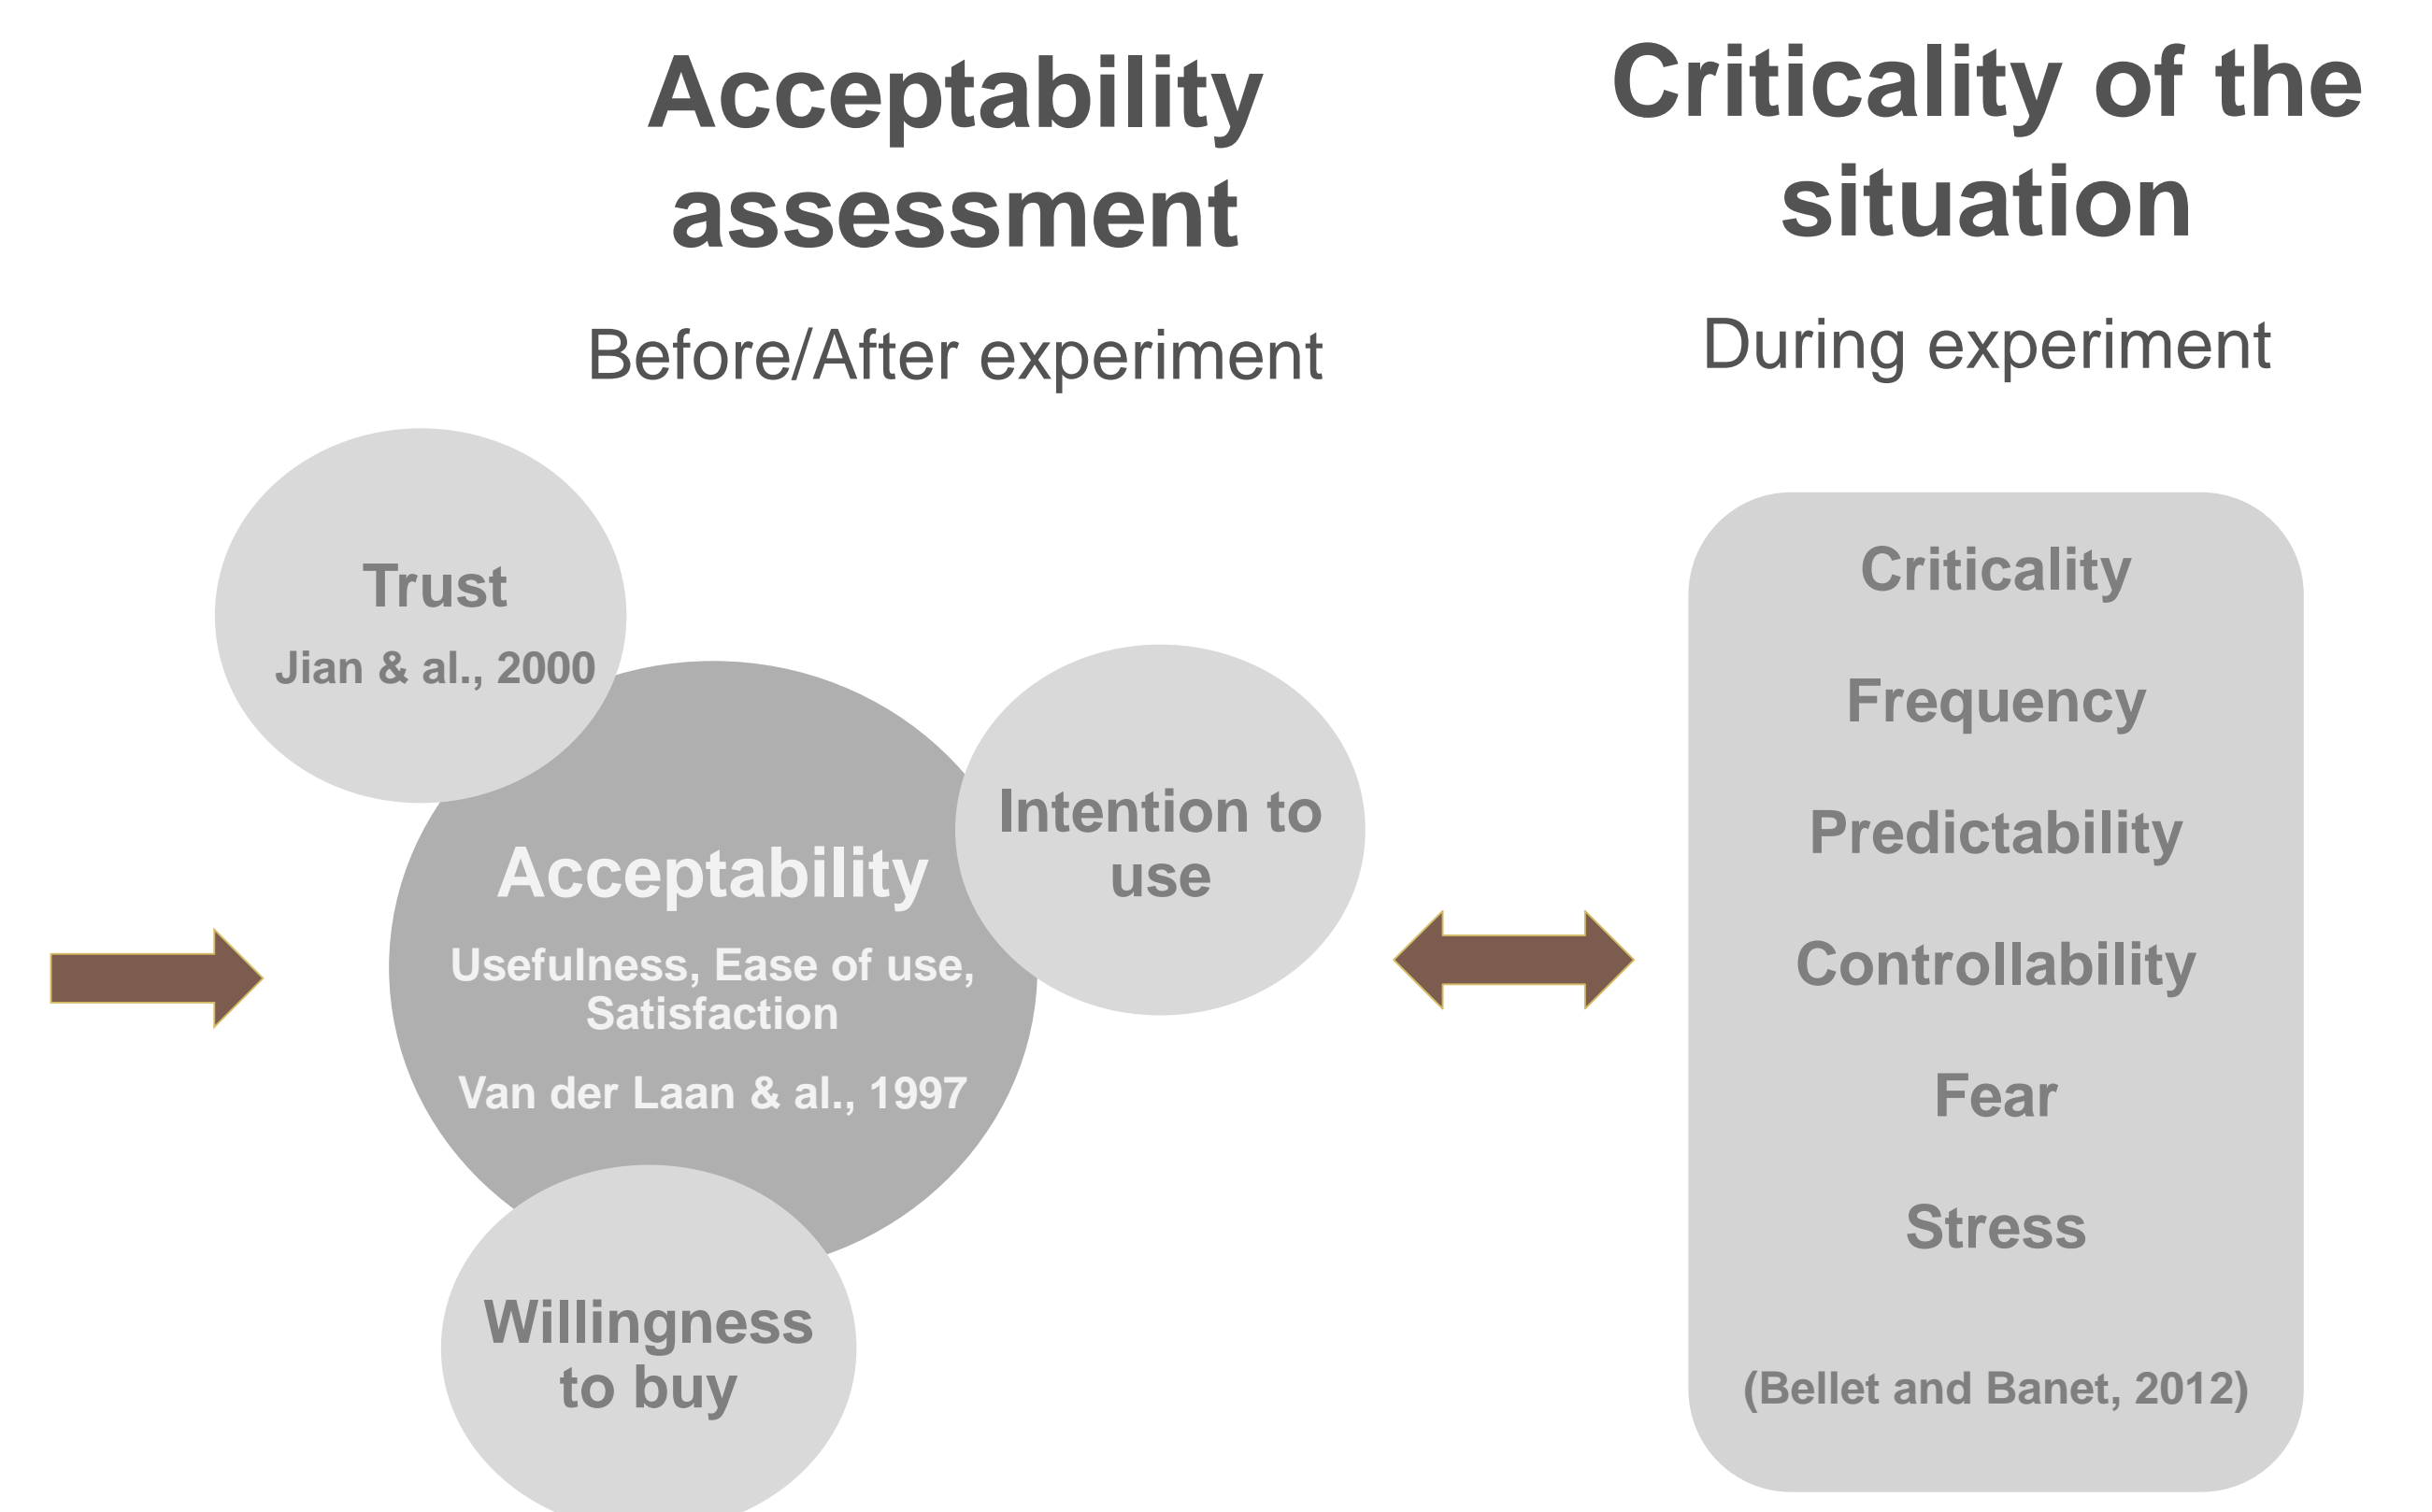 Acceptability
assessment
Before/After experiment
Trust
Jian & al., 2000
Acceptability
Usefulness, Ease of use,
Satisfaction
Van der Laan & al., 1997
Intention to
use
Willingness
to buy
Criticality of the
situation
During experiment
Criticality
Frequency
Predictability
Controllability
Fear
Stress
(Bellet and Banet, 2012)